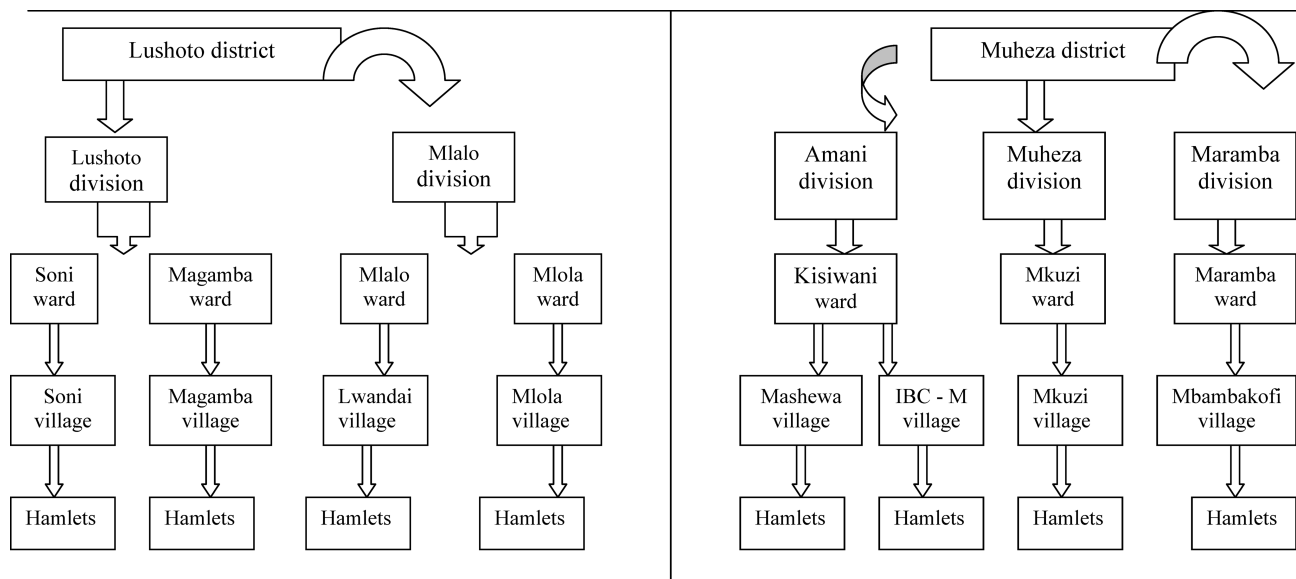 Lushoto district
Muheza district
Lushoto
division
Mlalo
division
Amani
division
Muheza
division
Maramba
division
Soni
ward
Magamba
ward
Mlalo
ward
Mlola
ward
Kisiwani
ward
Mkuzi
ward
Maramba
ward
Soni
village
Magamba
village
Lwandai
village
Mlola
village
Mashewa
village
IBC - M
village
Mkuzi
village
Mbambakofi
village
Hamlets
Hamlets
Hamlets
Hamlets
Hamlets
Hamlets
Hamlets
Hamlets